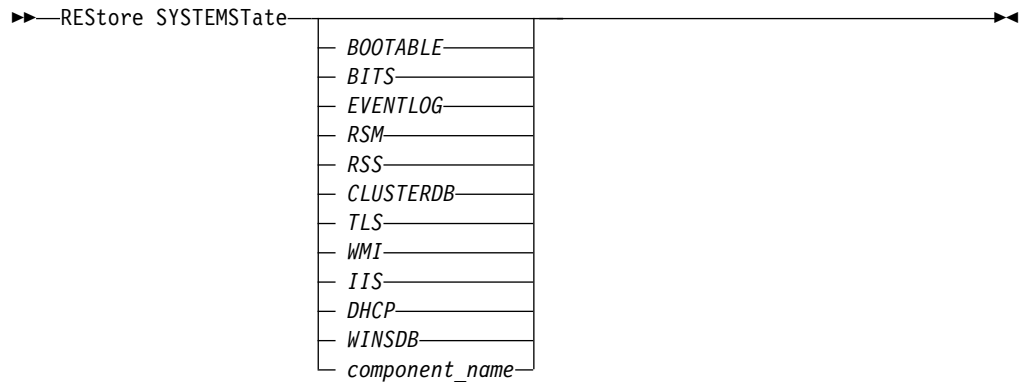 REStore SYSTEMSTate
BOOTABLE
BITS
EVENTLOG
RSM
RSS
CLUSTERDB
TLS
WMI
IIS
DHCP
WINSDB
component_name